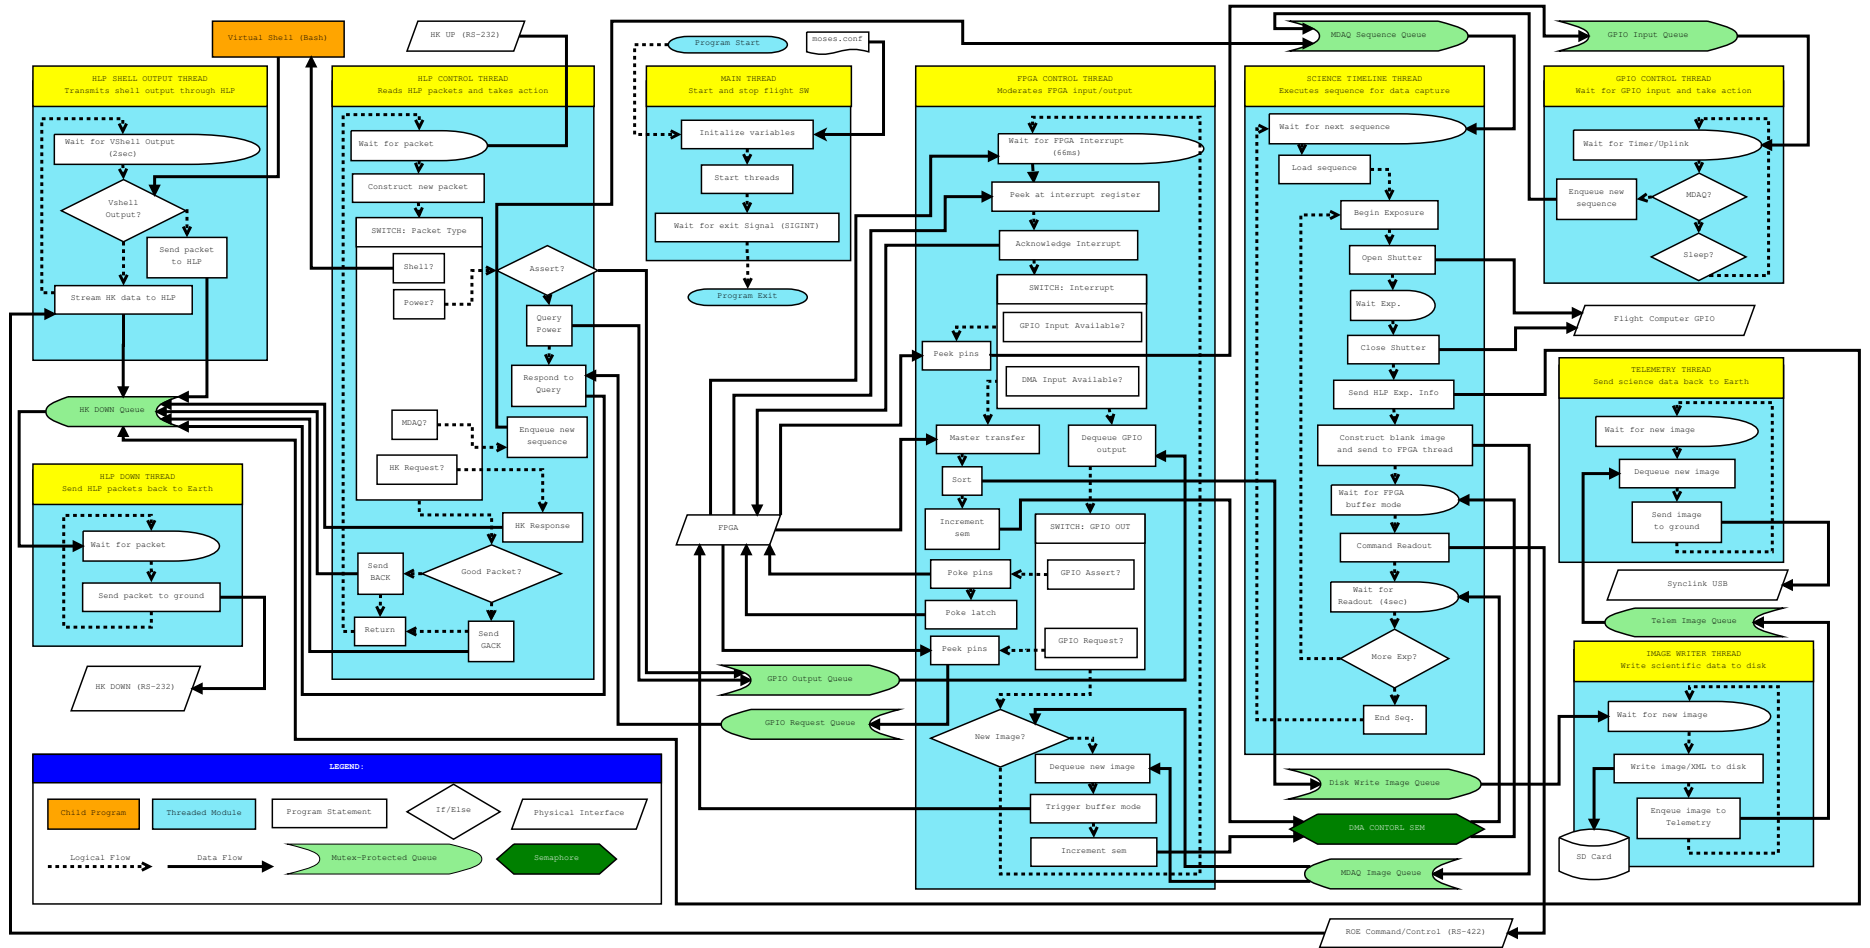 Virtual Shell (Bash)
HK UP (RS-232)
Program Start
moses.conf
MDAQ Sequence Queue
GPIO Input Queue
HLP SHELL OUTPUT THREAD
Transmits shell output through HLP
Wait for VShell Output
(2sec)
Vshell
Output?
Send packet
to HLP
Stream HK data to HLP
HK DOWN Queue
HLP DOWN THREAD
Send HLP packets back to Earth
Wait for packet
Send packet to ground
HK DOWN (RS-232)
HLP CONTROL THREAD
Reads HLP packets and takes action
Wait for packet
Construct new packet
SWITCH: Packet Type
Shell?
Power?
MDAQ?
HK Request?
Assert?
Query
Power
Respond to
Query
Enqueue new
sequence
HK Response
Good Packet?
Send
BACK
Return
Send
GACK
MAIN THREAD
Start and stop flight SW
Initalize variables
Start threads
Wait for exit Signal (SIGINT)
Program Exit
FPGA
GPIO Output Queue
GPIO Request Queue
FPGA CONTROL THREAD
Moderates FPGA input/output
Wait for FPGA Interrupt
(66ms)
Peek at interrupt register
Acknowledge Interrupt
SWITCH: Interrupt
GPIO Input Available?
DMA Input Available?
Peek pins
Master transfer
Sort
Increment
sem
Dequeue GPIO
output
SWITCH: GPIO OUT
GPIO Assert?
GPIO Request?
Poke pins
Poke latch
Peek pins
New Image?
Dequeue new image
Trigger buffer mode
Increment sem
SCIENCE TIMELINE THREAD
Executes sequence for data capture
Wait for next sequence
Load sequence
Begin Exposure
Open Shutter
Wait Exp.
Close Shutter
Send HLP Exp. Info
Construct blank image
and send to FPGA thread
Wait for FPGA
buffer mode
Command Readout
Wait for
Readout (4sec)
More Exp?
End Seq.
Disk Write Image Queue
DMA CONTORL SEM
MDAQ Image Queue
ROE Command/Control (RS-422)
GPIO CONTROL THREAD
Wait for GPIO input and take action
Wait for Timer/Uplink
MDAQ?
Enqueue new
sequence
Sleep?
Flight Computer GPIO
TELEMETRY THREAD
Send science data back to Earth
Wait for new image
Dequeue new image
Send image
to ground
Synclink USB
Telem Image Queue
IMAGE WRITER THREAD
Write scientific data to disk
Wait for new image
Write image/XML to disk
Enqeue image to
Telemetry
SD Card
LEGEND:
Child Program
Threaded Module
Program Statement
If/Else
Physical Interface
Logical Flow
Data Flow
Mutex-Protected Queue
Semaphore